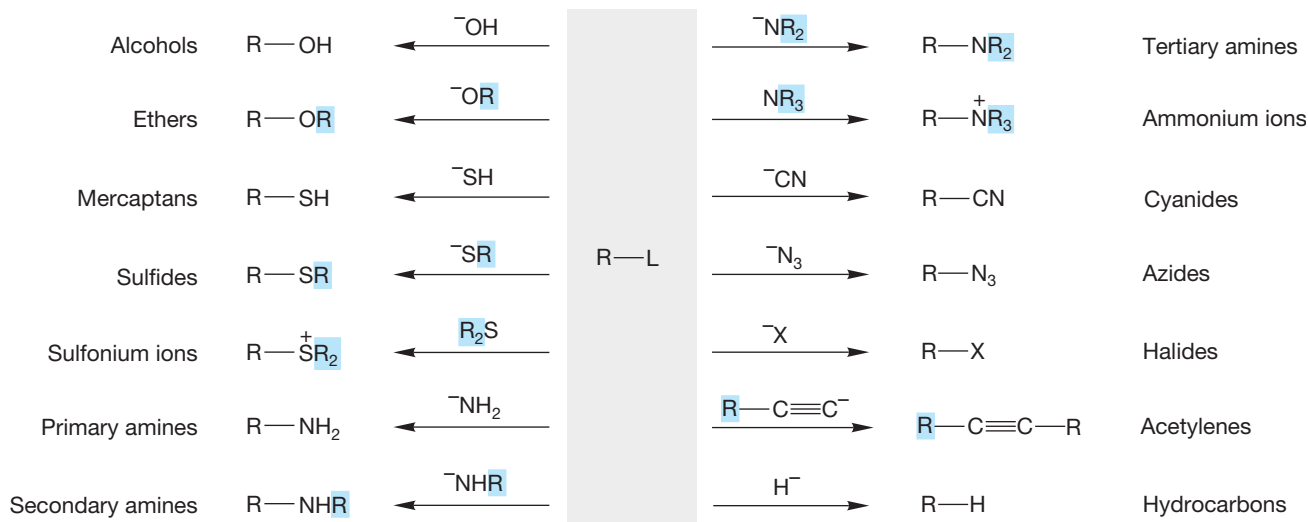 Alcohols R—OH ⁻OH ⁻NR₂ R—NR₂ Tertiary amines
Ethers R—OR ⁻OR NR₃ R—N⁺R₃ Ammonium ions
Mercaptans R—SH ⁻SH ⁻CN R—CN Cyanides
Sulfides R—SR ⁻SR R—L ⁻N₃ R—N₃ Azides
Sulfonium ions R—S⁺R₂ R₂S ⁻X R—X Halides
Primary amines R—NH₂ ⁻NH₂ R—C≡C⁻ R—C≡C—R Acetylenes
Secondary amines R—NHR ⁻NHR H⁻ R—H Hydrocarbons